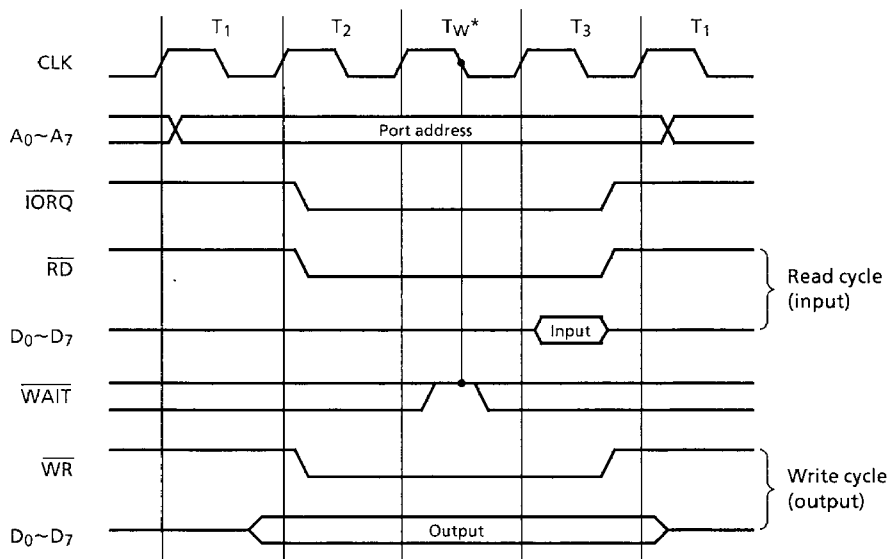 T1 T2 TW* T3 T1
CLK
A0~A7 Port address
IORQ
RD
Read cycle
(input)
D0~D7 Input
WAIT
WR
Write cycle
(output)
D0~D7 Output